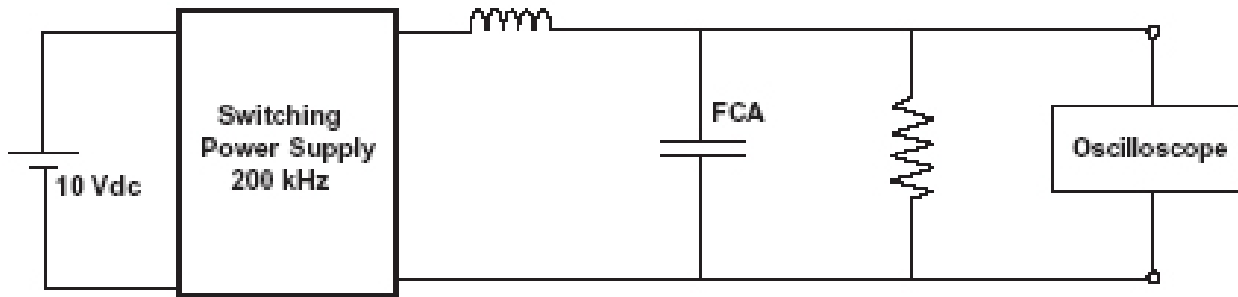 Switching
Power Supply
200 kHz
10 Vdc
FCA
Oscilloscope